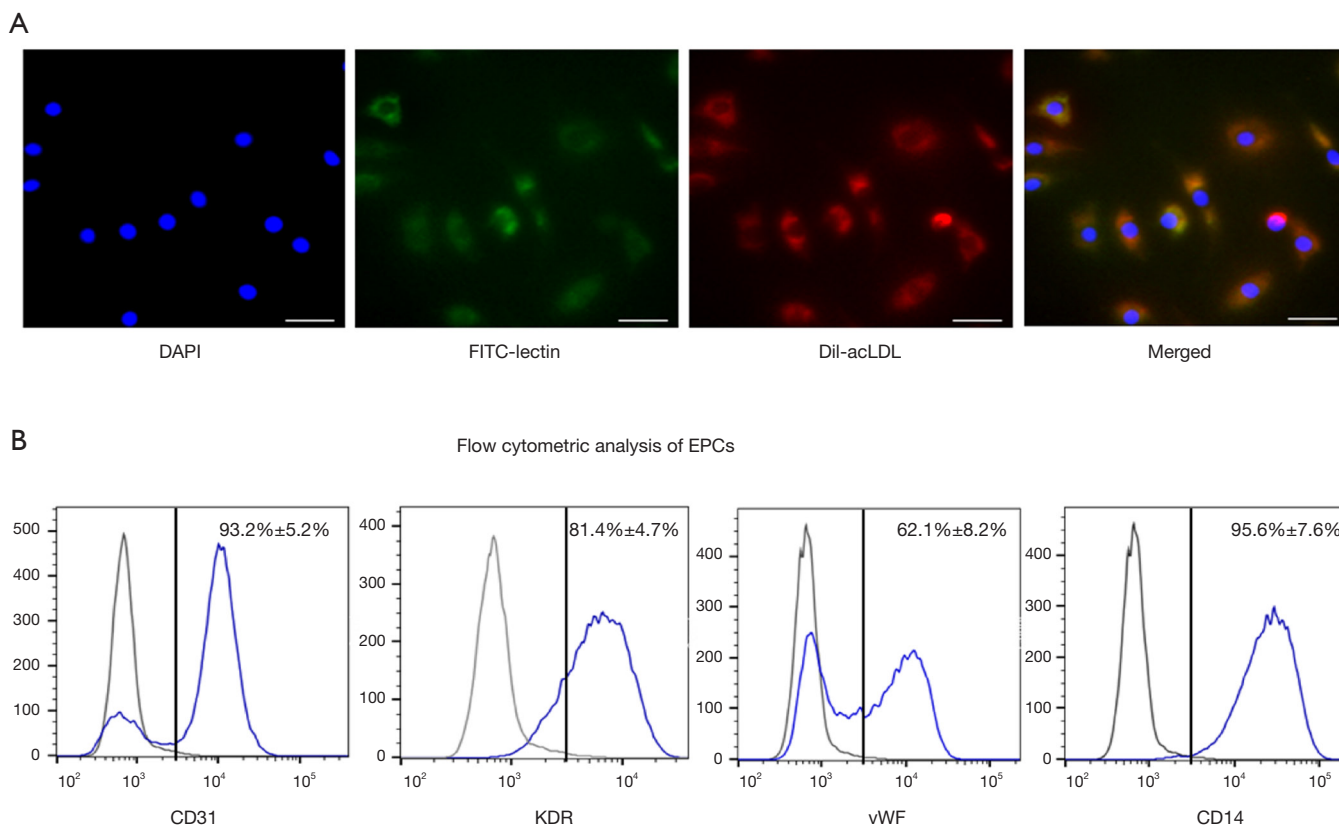 A
DAPI
FITC-lectin
Dil-acLDL
Merged
B
Flow cytometric analysis of EPCs
93.2%±5.2%
500
400
300
200
100
0
10² 10³ 10⁴ 10⁵
CD31
81.4%±4.7%
400
300
200
100
0
10³ 10⁴
KDR
62.1%±8.2%
400
300
200
100
0
10² 10³ 10⁴ 10⁵
vWF
95.6%±7.6%
400
300
200
100
0
10² 10³ 10⁴ 10⁵
CD14